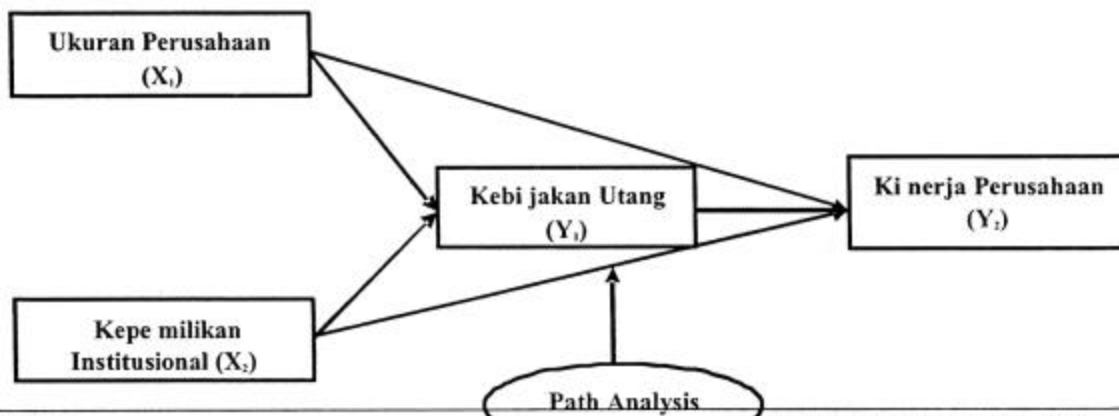 Ukuran Perusahaan
(X₁)
Kebi jakan Utang
(Y₁)
Ki nerja Perusahaan
(Y₂)
Kepe milikan
Institusional (X₂)
Path Analysis